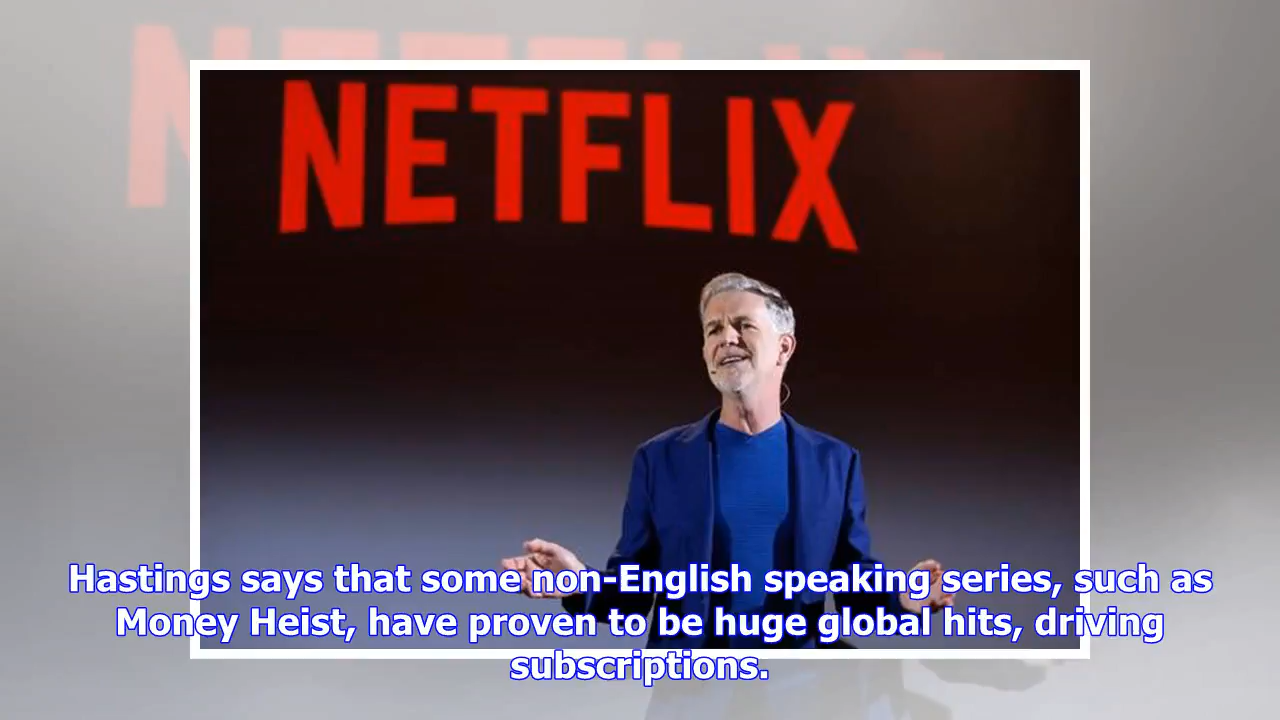 NETFLIX
Hastings says that some non-English speaking series, such as
Money Heist, have proven to be huge global hits, driving
subscriptions.